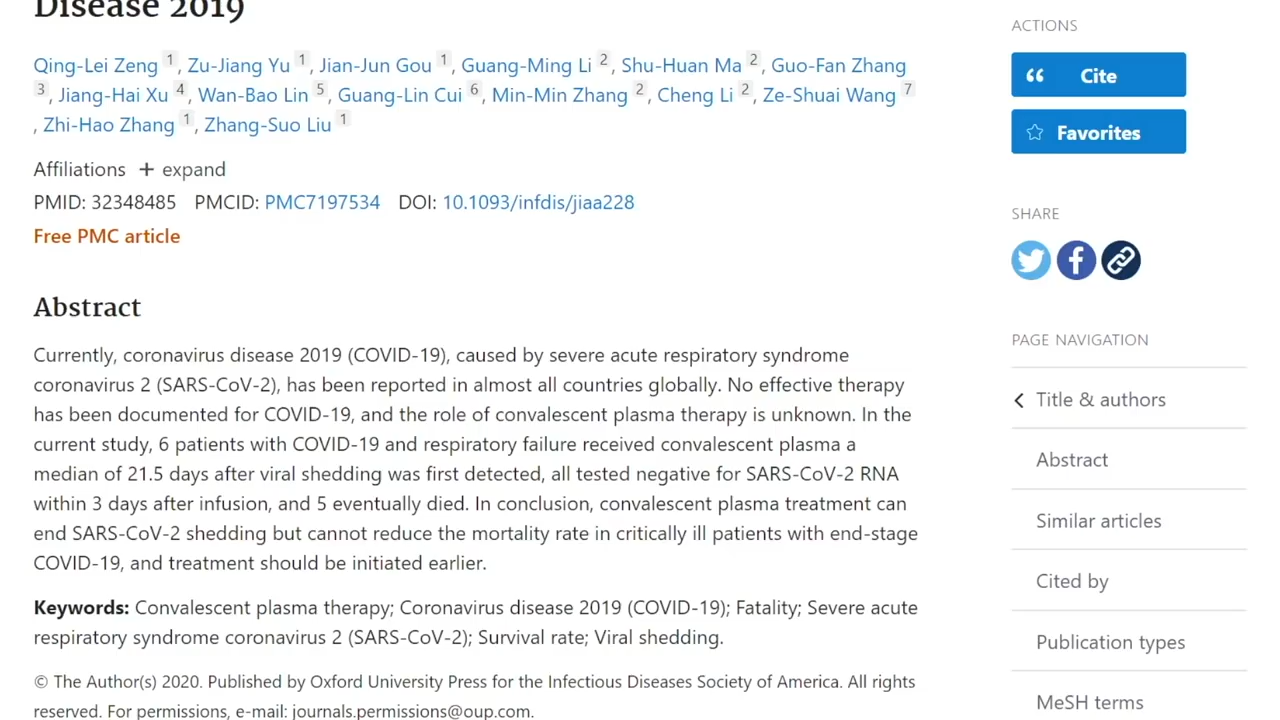 Disease 2019
Qing-Lei Zeng 1, Zu-Jiang Yu 1, Jian-Jun Gou 1, Guang-Ming Li 2, Shu-Huan Ma 2, Guo-Fan Zhang
3, Jiang-Hai Xu 4, Wan-Bao Lin 5, Guang-Lin Cui 6, Min-Min Zhang 2, Cheng Li 2, Ze-Shuai Wang 7
, Zhi-Hao Zhang 1, Zhang-Suo Liu 1
Affiliations + expand
PMID: 32348485 PMCID: PMC7197534 DOI: 10.1093/infdis/jiaa228
Free PMC article
Abstract
Currently, coronavirus disease 2019 (COVID-19), caused by severe acute respiratory syndrome
coronavirus 2 (SARS-CoV-2), has been reported in almost all countries globally. No effective therapy
has been documented for COVID-19, and the role of convalescent plasma therapy is unknown. In the
current study, 6 patients with COVID-19 and respiratory failure received convalescent plasma a
median of 21.5 days after viral shedding was first detected, all tested negative for SARS-CoV-2 RNA
within 3 days after infusion, and 5 eventually died. In conclusion, convalescent plasma treatment can
end SARS-CoV-2 shedding but cannot reduce the mortality rate in critically ill patients with end-stage
COVID-19, and treatment should be initiated earlier.
Keywords: Convalescent plasma therapy; Coronavirus disease 2019 (COVID-19); Fatality; Severe acute
respiratory syndrome coronavirus 2 (SARS-CoV-2); Survival rate; Viral shedding.
© The Author(s) 2020. Published by Oxford University Press for the Infectious Diseases Society of America. All rights
reserved. For permissions, e-mail: journals.permissions@oup.com.
ACTIONS
Cite
Favorites
SHARE
PAGE NAVIGATION
Title & authors
Abstract
Similar articles
Cited by
Publication types
MeSH terms